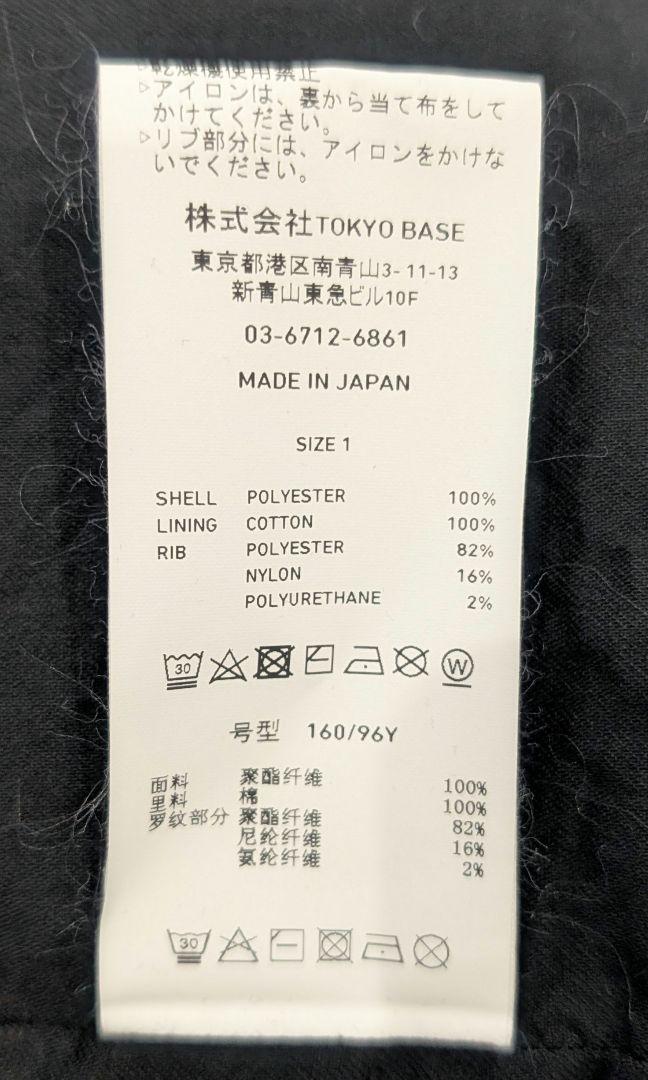 ▷乾燥機使用禁止
▷アイロンは、裏から当て布をして
かけてください。
▷リブ部分には、アイロンをかけな
いでください。
株式会社TOKYO BASE
東京都港区南青山3-11-13
新青山東急ビル10F
03-6712-6861
MADE IN JAPAN
SIZE 1
SHELL POLYESTER 100%
LINING COTTON 100%
RIB POLYESTER 82%
NYLON 16%
POLYURETHANE 2%
30 W
号型 160/96Y
面料 聚酯纤维 100%
里料 棉 100%
罗纹部分 聚酯纤维 82%
尼纶纤维 16%
氨纶纤维 2%
30